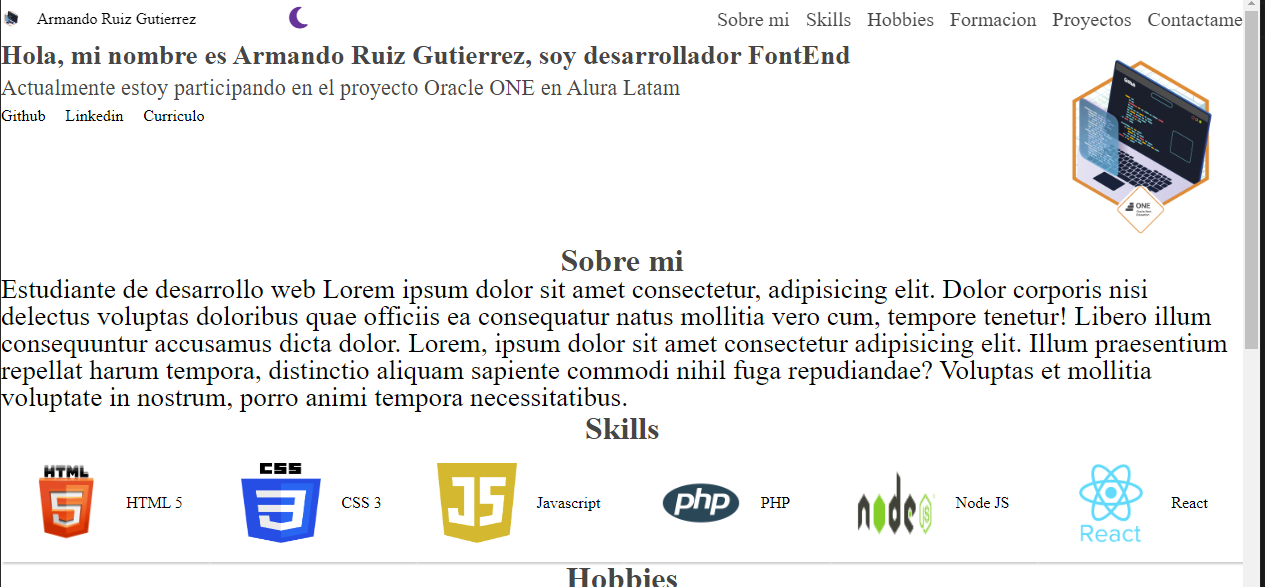 Armando Ruiz Gutierrez
Sobre mi Skills Hobbies Formacion Proyectos Contactame
Hola, mi nombre es Armando Ruiz Gutierrez, soy desarrollador FontEnd
Actualmente estoy participando en el proyecto Oracle ONE en Alura Latam
Github Linkedin Curriculo
ONE
Sobre mi
Estudiante de desarrollo web Lorem ipsum dolor sit amet consectetur, adipisicing elit. Dolor corporis nisi
delectus voluptas doloribus quae officiis ea consequatur natus mollitia vero cum, tempore tenetur! Libero illum
consequuntur accusamus dicta dolor. Lorem, ipsum dolor sit amet consectetur adipisicing elit. Illum praesentium
repellat harum tempora, distinctio aliquam sapiente commodi nihil fuga repudiandae? Voluptas et mollitia
voluptate in nostrum, porro animi tempora necessitatibus.
Skills
HTML 5 HTML 5
CSS 3 CSS 3
JS Javascript
php PHP
node JS Node JS
React React
Hobbies